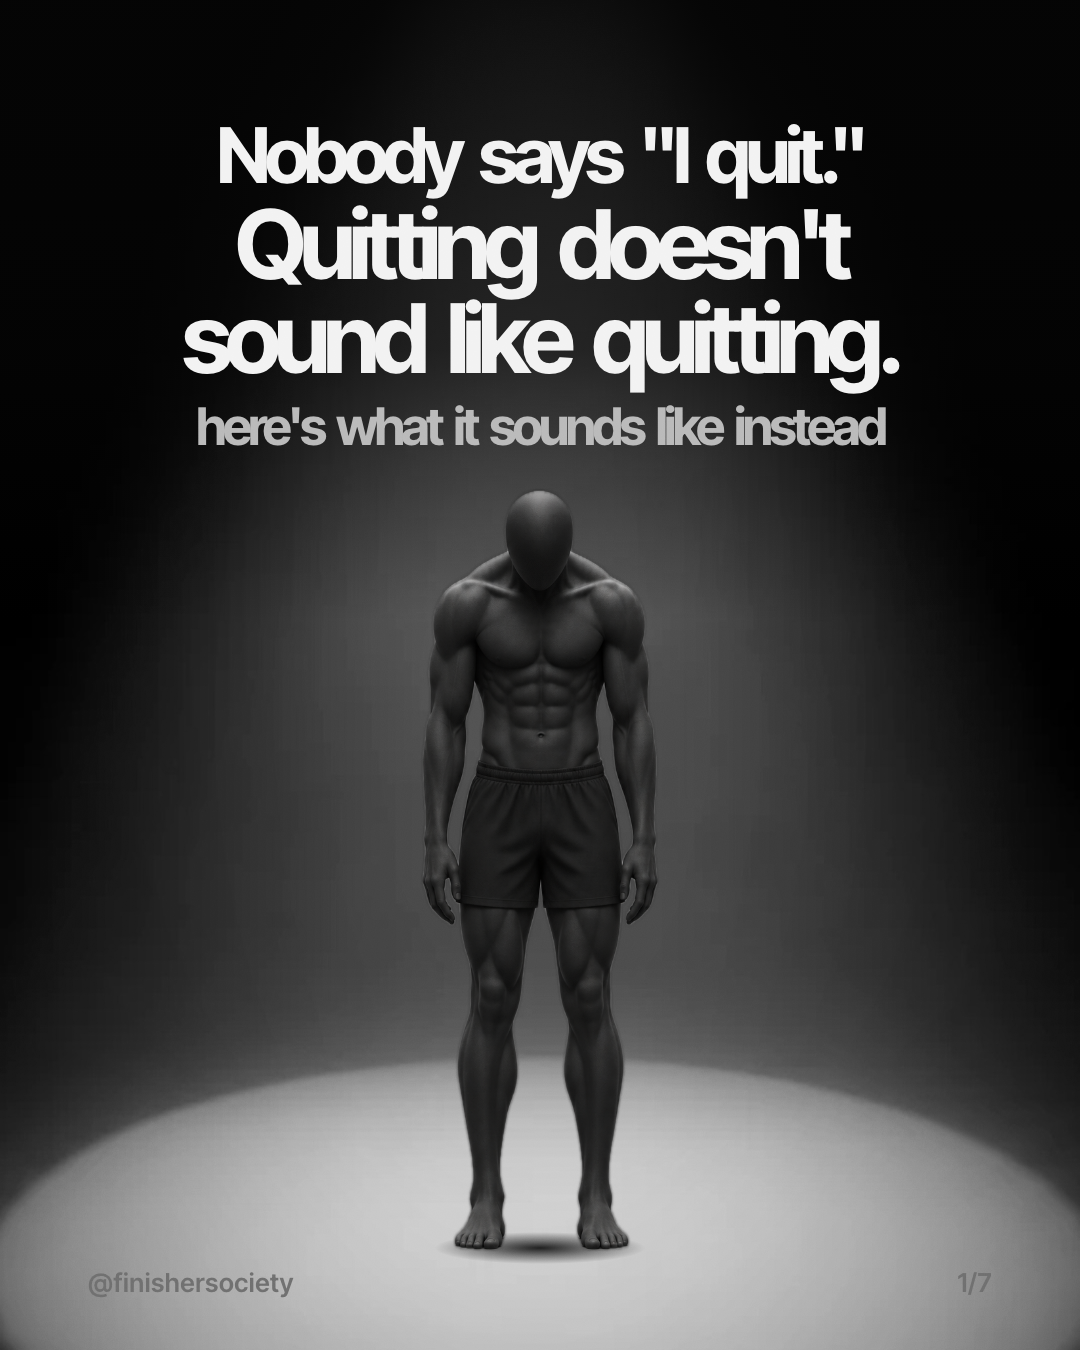 Nobody says "I quit."
Quitting doesn't
sound like quitting.
here's what it sounds like instead
@finishersociety
1/7